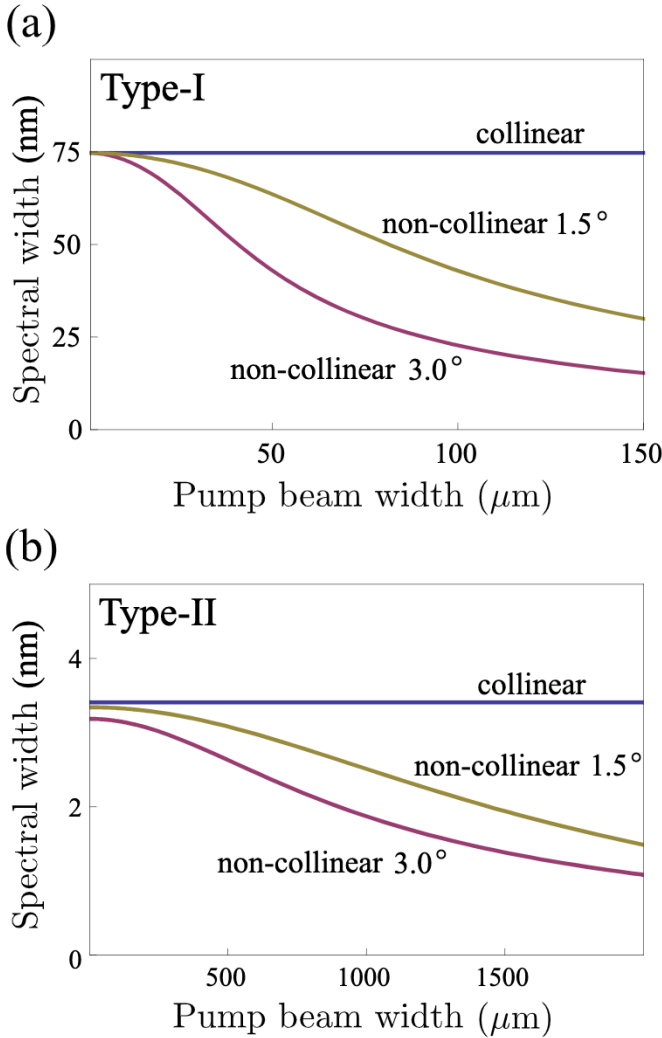 (a)
Type-I
collinear
non-collinear 1.5°
non-collinear 3.0°
Spectral width (nm)
75
50
25
0
50
100
150
Pump beam width (μm)
(b)
Type-II
collinear
non-collinear 1.5°
non-collinear 3.0°
Spectral width (nm)
4
2
0
500
1000
1500
Pump beam width (μm)